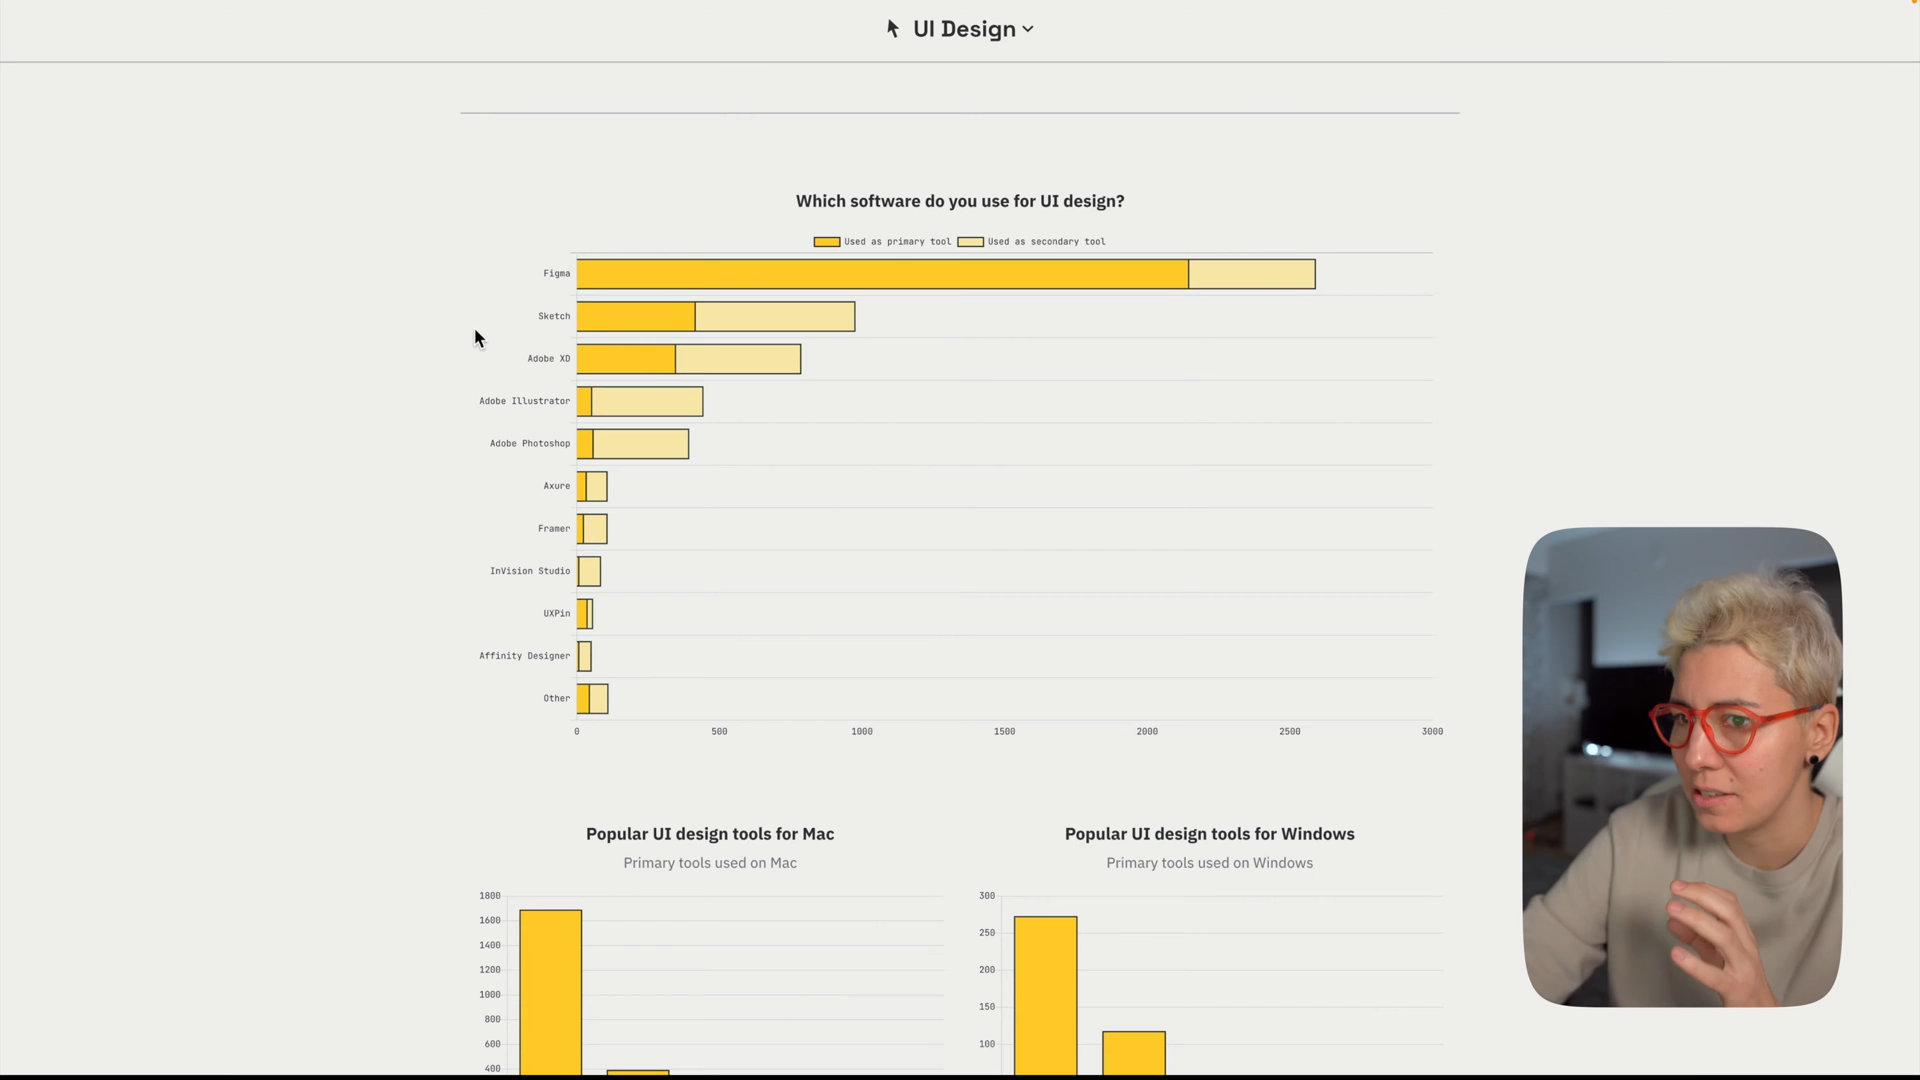 UI Design
Which software do you use for UI design?
Used as primary tool Used as secondary tool
Figma
Sketch
Adobe XD
Adobe Illustrator
Adobe Photoshop
Axure
Framer
InVision Studio
UXPin
Affinity Designer
Other
0 500 1000 1500 2000 2500 3000
Popular UI design tools for Mac
Primary tools used on Mac
1800
1600
1400
1200
1000
800
600
400
Popular UI design tools for Windows
Primary tools used on Windows
300
250
200
150
100